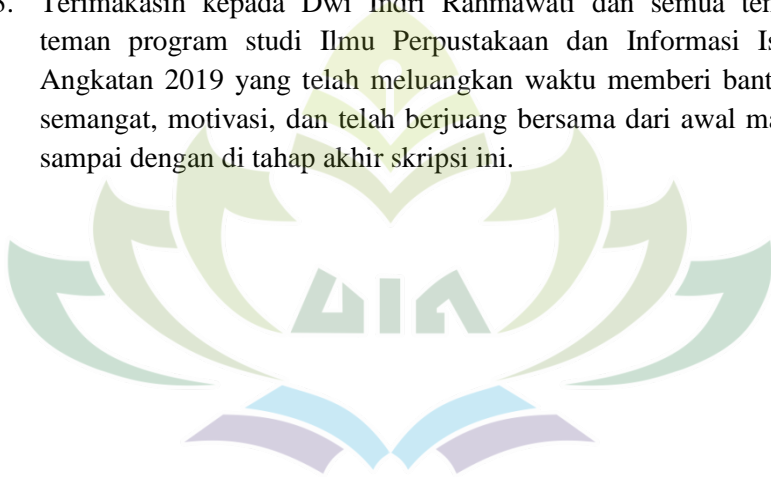 Terimakasih kepada Dwi Indri Rahmawati dan semua
teman program studi Ilmu Perpustakaan dan Informasi
Angkatan 2019 yang telah meluangkan waktu memberi
semangat, motivasi, dan telah berjuang bersama dari awal
sampai dengan di tahap akhir skripsi ini.
UIN